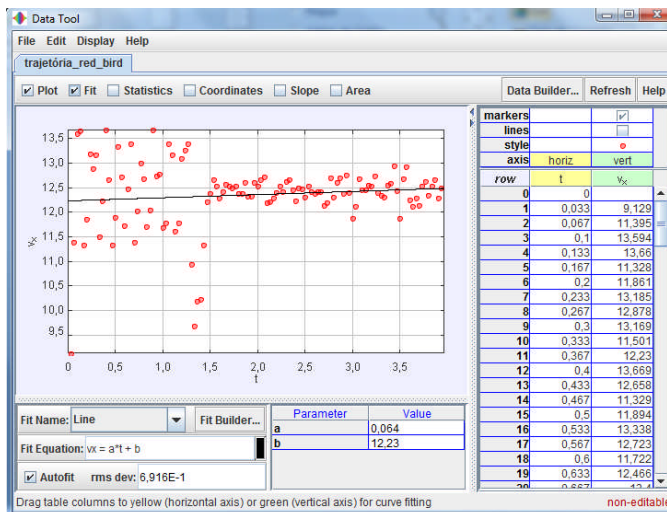 Data Tool
File Edit Display Help
trajetória_red_bird
Plot Fit Statistics Coordinates Slope Area Data Builder... Refresh Help
13,5
13,0
12,5
12,0
11,5
11,0
10,5
10,0
9,5
vx
0 0,5 1,0 1,5 2,0 2,5 3,0 3,5
t
markers
lines
style
axis horiz vert
row t vx
0 0
1 0,033 9,129
2 0,067 11,395
3 0,1 13,594
4 0,133 13,66
5 0,167 11,328
6 0,2 11,861
7 0,233 13,185
8 0,267 12,878
9 0,3 13,169
10 0,333 11,501
11 0,367 12,23
12 0,4 13,669
13 0,433 12,658
14 0,467 11,329
15 0,5 11,894
16 0,533 13,338
17 0,567 12,723
18 0,6 11,722
19 0,633 12,466
20 0,667 12,4
Fit Name: Line Fit Builder...
Fit Equation: vx = a*t + b
Autofit rms dev: 6,916E-1
Parameter Value
a 0,064
b 12,23
Drag table columns to yellow (horizontal axis) or green (vertical axis) for curve fitting non-editable